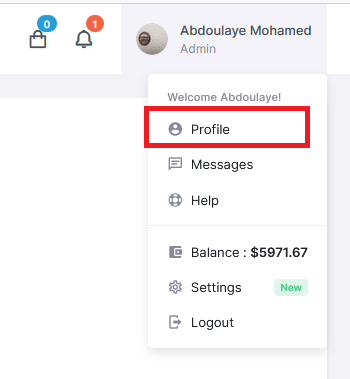 0
1
Abdoulaye Mohamed
Admin
Welcome Abdoulaye!
Profile
Messages
Help
Balance : $5971.67
Settings New
Logout